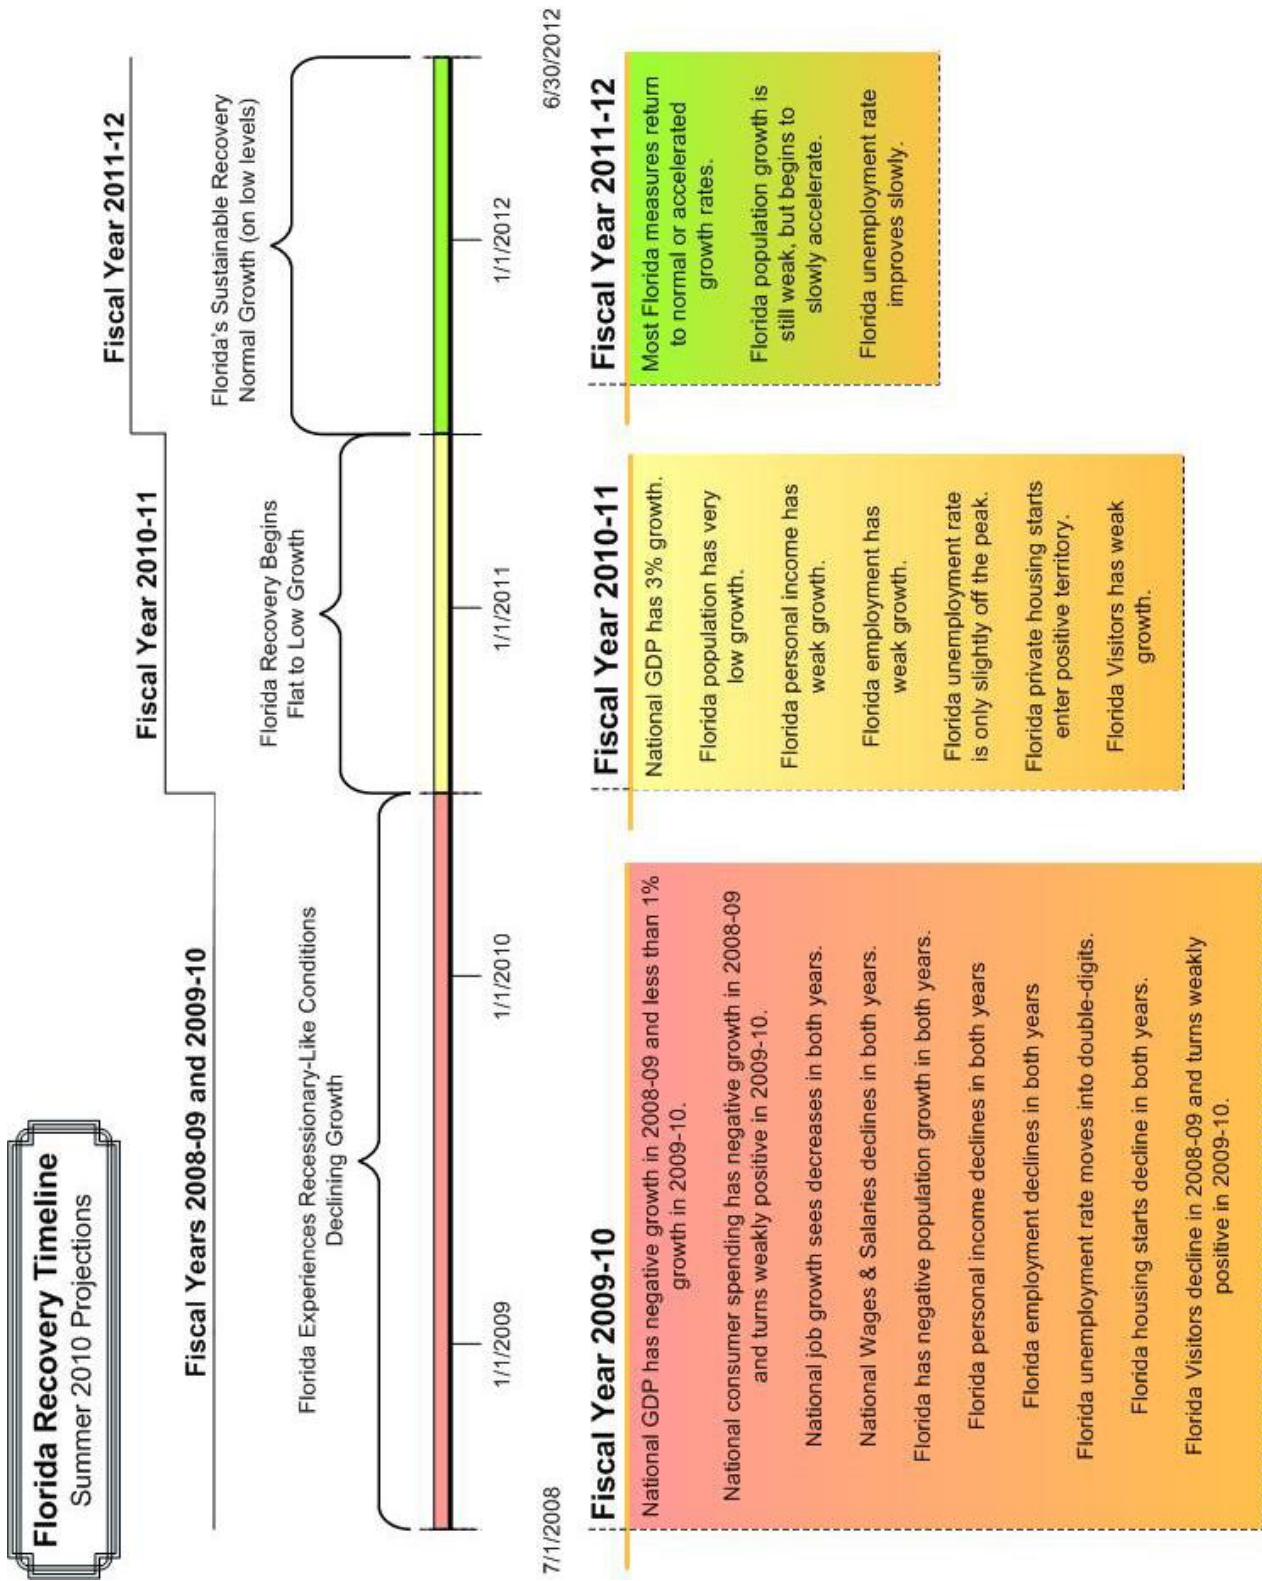 Florida Recovery Timeline
Summer 2010 Projections
Fiscal Years 2008-09 and 2009-10
Fiscal Year 2010-11
Fiscal Year 2011-12
Florida Experiences Recessionary-Like Conditions
Declining Growth
Florida Recovery Begins
Flat to Low Growth
Florida's Sustainable Recovery
Normal Growth (on low levels)
7/1/2008
1/1/2009
1/1/2010
1/1/2011
1/1/2012
6/30/2012
Fiscal Year 2009-10
National GDP has negative growth in 2008-09 and less than 1%
growth in 2009-10.
National consumer spending has negative growth in 2008-09
and turns weakly positive in 2009-10.
National job growth sees decreases in both years.
National Wages & Salaries declines in both years.
Florida has negative population growth in both years.
Florida personal income declines in both years
Florida employment declines in both years
Florida unemployment rate moves into double-digits.
Florida housing starts decline in both years.
Florida Visitors decline in 2008-09 and turns weakly
positive in 2009-10.
Fiscal Year 2010-11
National GDP has 3% growth.
Florida population has very
low growth.
Florida personal income has
weak growth.
Florida employment has
weak growth.
Florida unemployment rate
is only slightly off the peak.
Florida private housing starts
enter positive territory.
Florida Visitors has weak
growth.
Fiscal Year 2011-12
Most Florida measures return
to normal or accelerated
growth rates.
Florida population growth is
still weak, but begins to
slowly accelerate.
Florida unemployment rate
improves slowly.